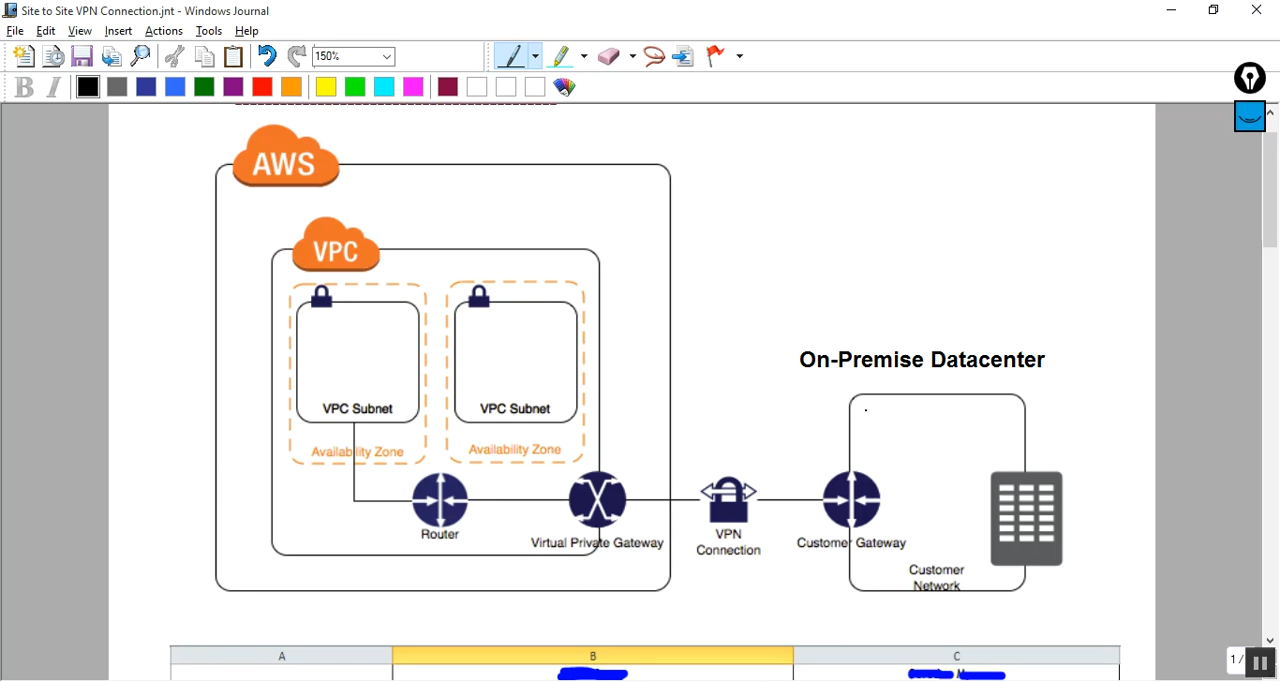 Site to Site VPN Connection.jnt - Windows Journal
File Edit View Insert Actions Tools Help
150%
B I
AWS
VPC
VPC Subnet VPC Subnet
Availability Zone Availability Zone
On-Premise Datacenter
Router
Virtual Private Gateway
VPN
Connection
Customer Gateway
Customer
Network
A B C
1/